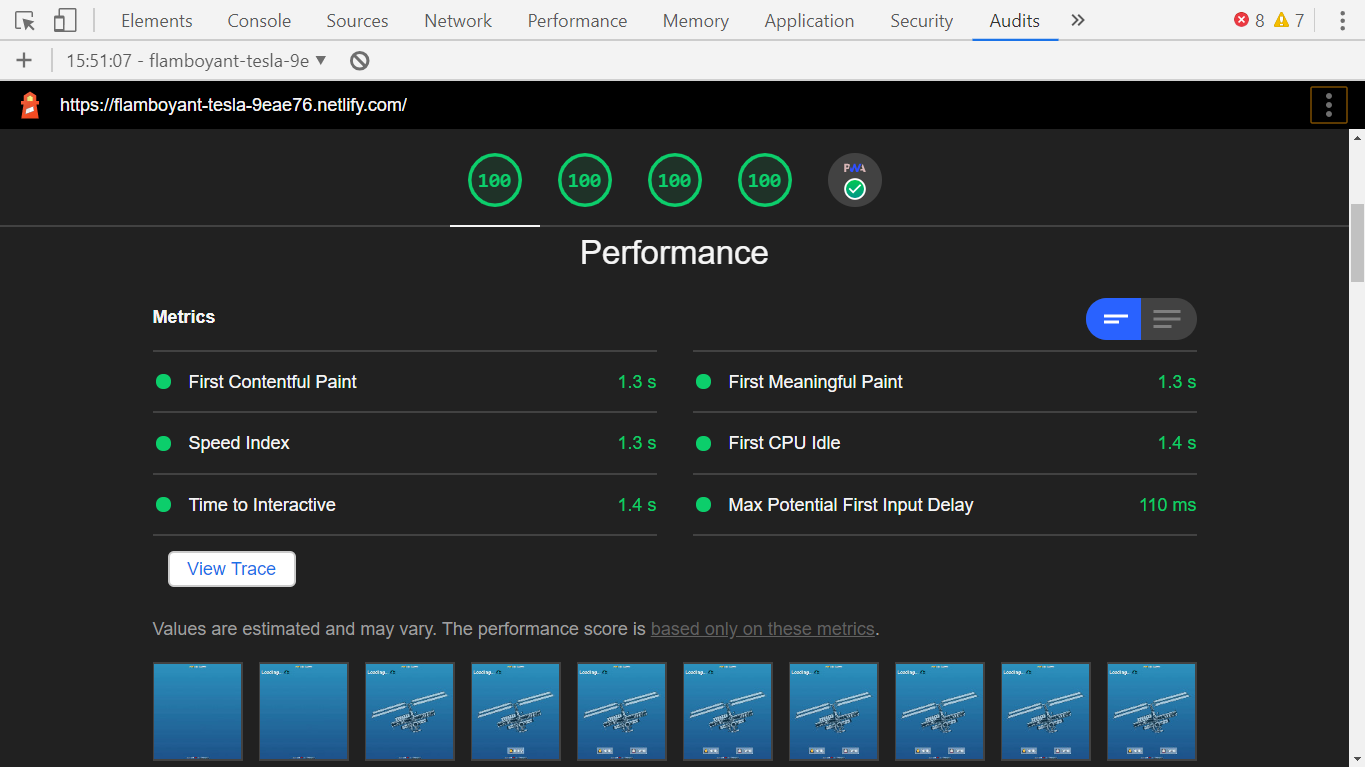 Elements Console Sources Network Performance Memory Application Security Audits » 8 7
15:51:07 - flamboyant-tesla-9e
https://flamboyant-tesla-9eae76.netlify.com/
100 100 100 100 PWA
Performance
Metrics
First Contentful Paint 1.3 s First Meaningful Paint 1.3 s
Speed Index 1.3 s First CPU Idle 1.4 s
Time to Interactive 1.4 s Max Potential First Input Delay 110 ms
View Trace
Values are estimated and may vary. The performance score is based only on these metrics.
Loading.. Loading.. Loading.. Loading.. Loading.. Loading.. Loading.. Loading.. Loading..